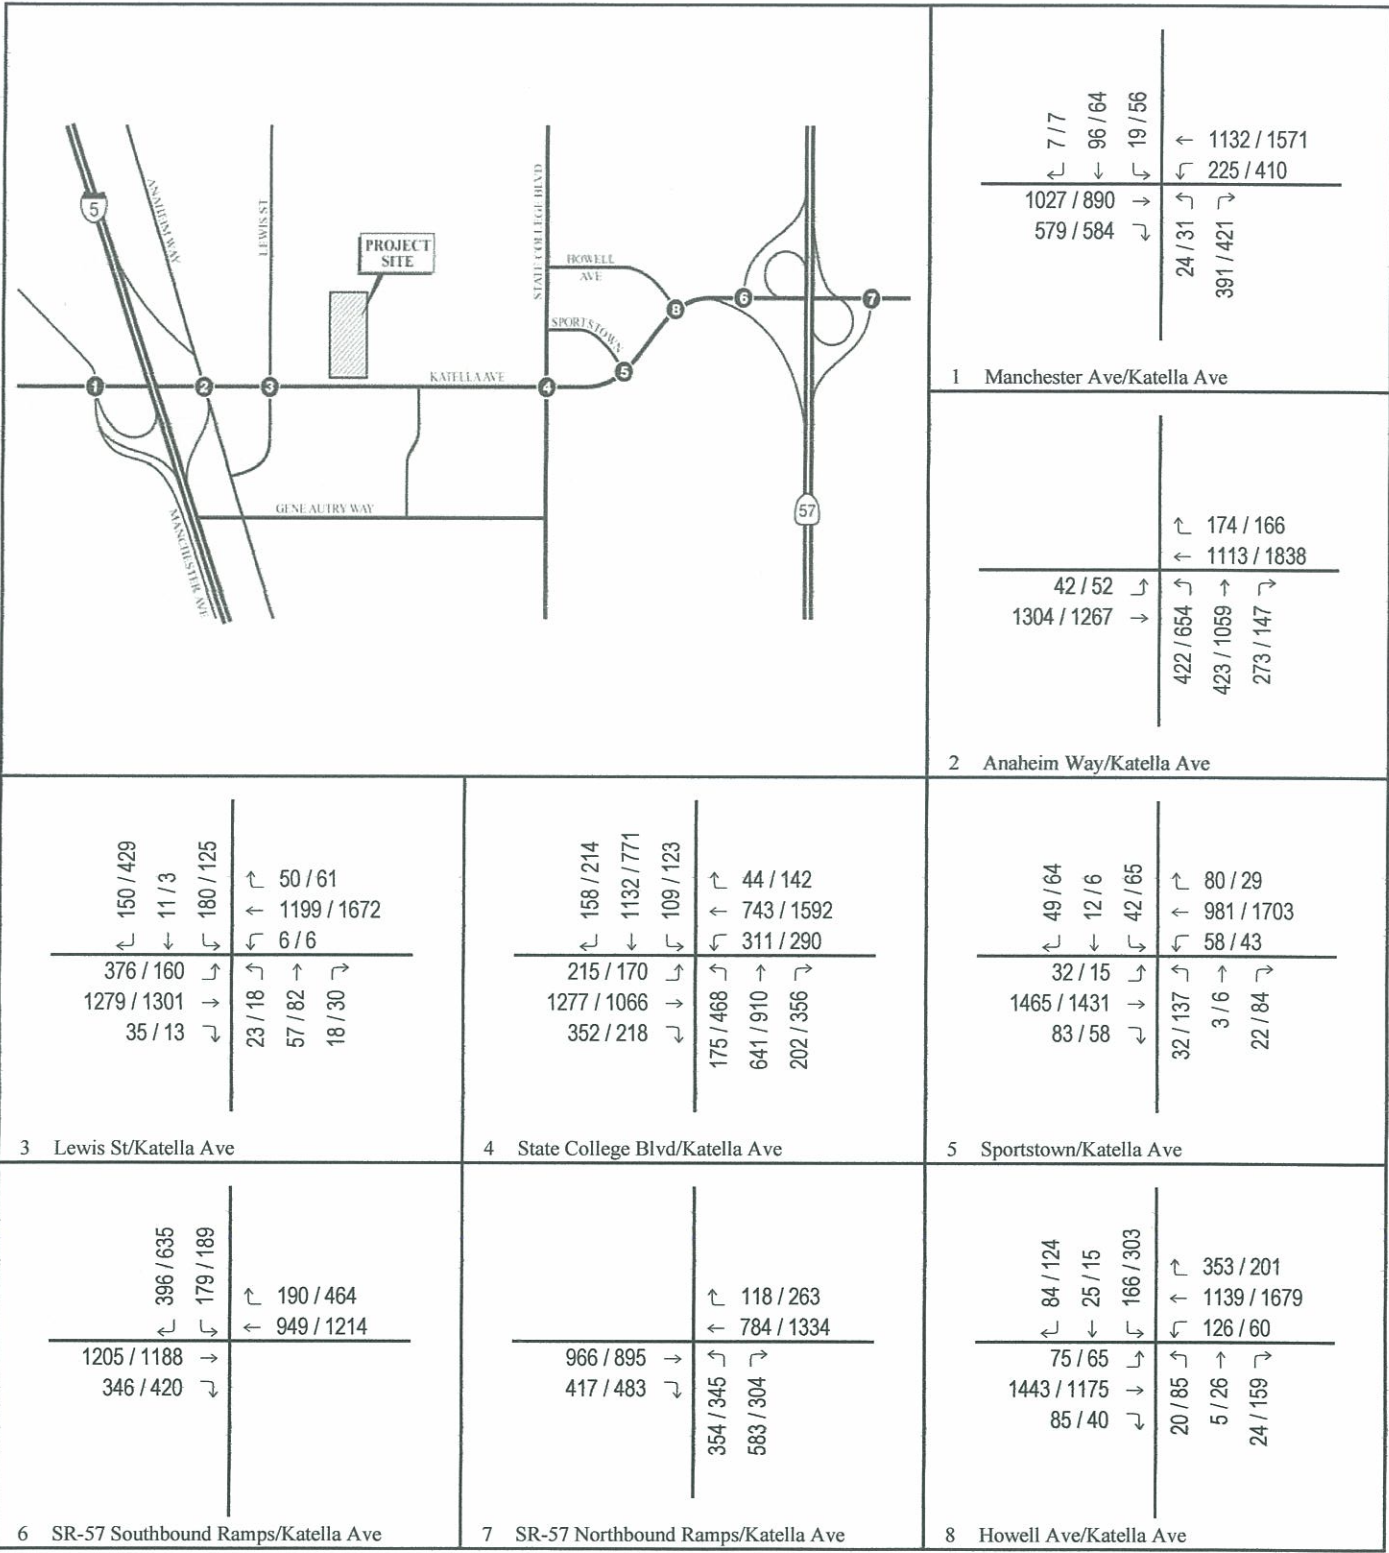 5
ANAHEIM WAY
LEWIS ST.
PROJECT
SITE
STATE COLLEGE BLVD
HOWELL
AVE
SPORTSTOWN
6
7
8
5
1
2
3
KATELLA AVE
4
GENE AUTRY WAY
MANCHESTER AVE
57
7 / 7
96 / 64
19 / 56
← 1132 / 1571
225 / 410
1027 / 890 →
579 / 584
24 / 31
391 / 421
1 Manchester Ave/Katella Ave
174 / 166
← 1113 / 1838
42 / 52
1304 / 1267 →
422 / 654
423 / 1059
273 / 147
2 Anaheim Way/Katella Ave
150 / 429
11 / 3
180 / 125
50 / 61
← 1199 / 1672
6 / 6
376 / 160
1279 / 1301 →
35 / 13
23 / 18
57 / 82
18 / 30
3 Lewis St/Katella Ave
158 / 214
1132 / 771
109 / 123
44 / 142
← 743 / 1592
311 / 290
215 / 170
1277 / 1066 →
352 / 218
175 / 468
641 / 910
202 / 356
4 State College Blvd/Katella Ave
49 / 64
12 / 6
42 / 65
80 / 29
← 981 / 1703
58 / 43
32 / 15
1465 / 1431 →
83 / 58
32 / 137
3 / 6
22 / 84
5 Sportstown/Katella Ave
396 / 635
179 / 189
190 / 464
← 949 / 1214
1205 / 1188 →
346 / 420
6 SR-57 Southbound Ramps/Katella Ave
118 / 263
← 784 / 1334
966 / 895 →
417 / 483
354 / 345
583 / 304
7 SR-57 Northbound Ramps/Katella Ave
84 / 124
25 / 15
166 / 303
353 / 201
← 1139 / 1679
126 / 60
75 / 65
1443 / 1175 →
85 / 40
20 / 85
5 / 26
24 / 159
8 Howell Ave/Katella Ave